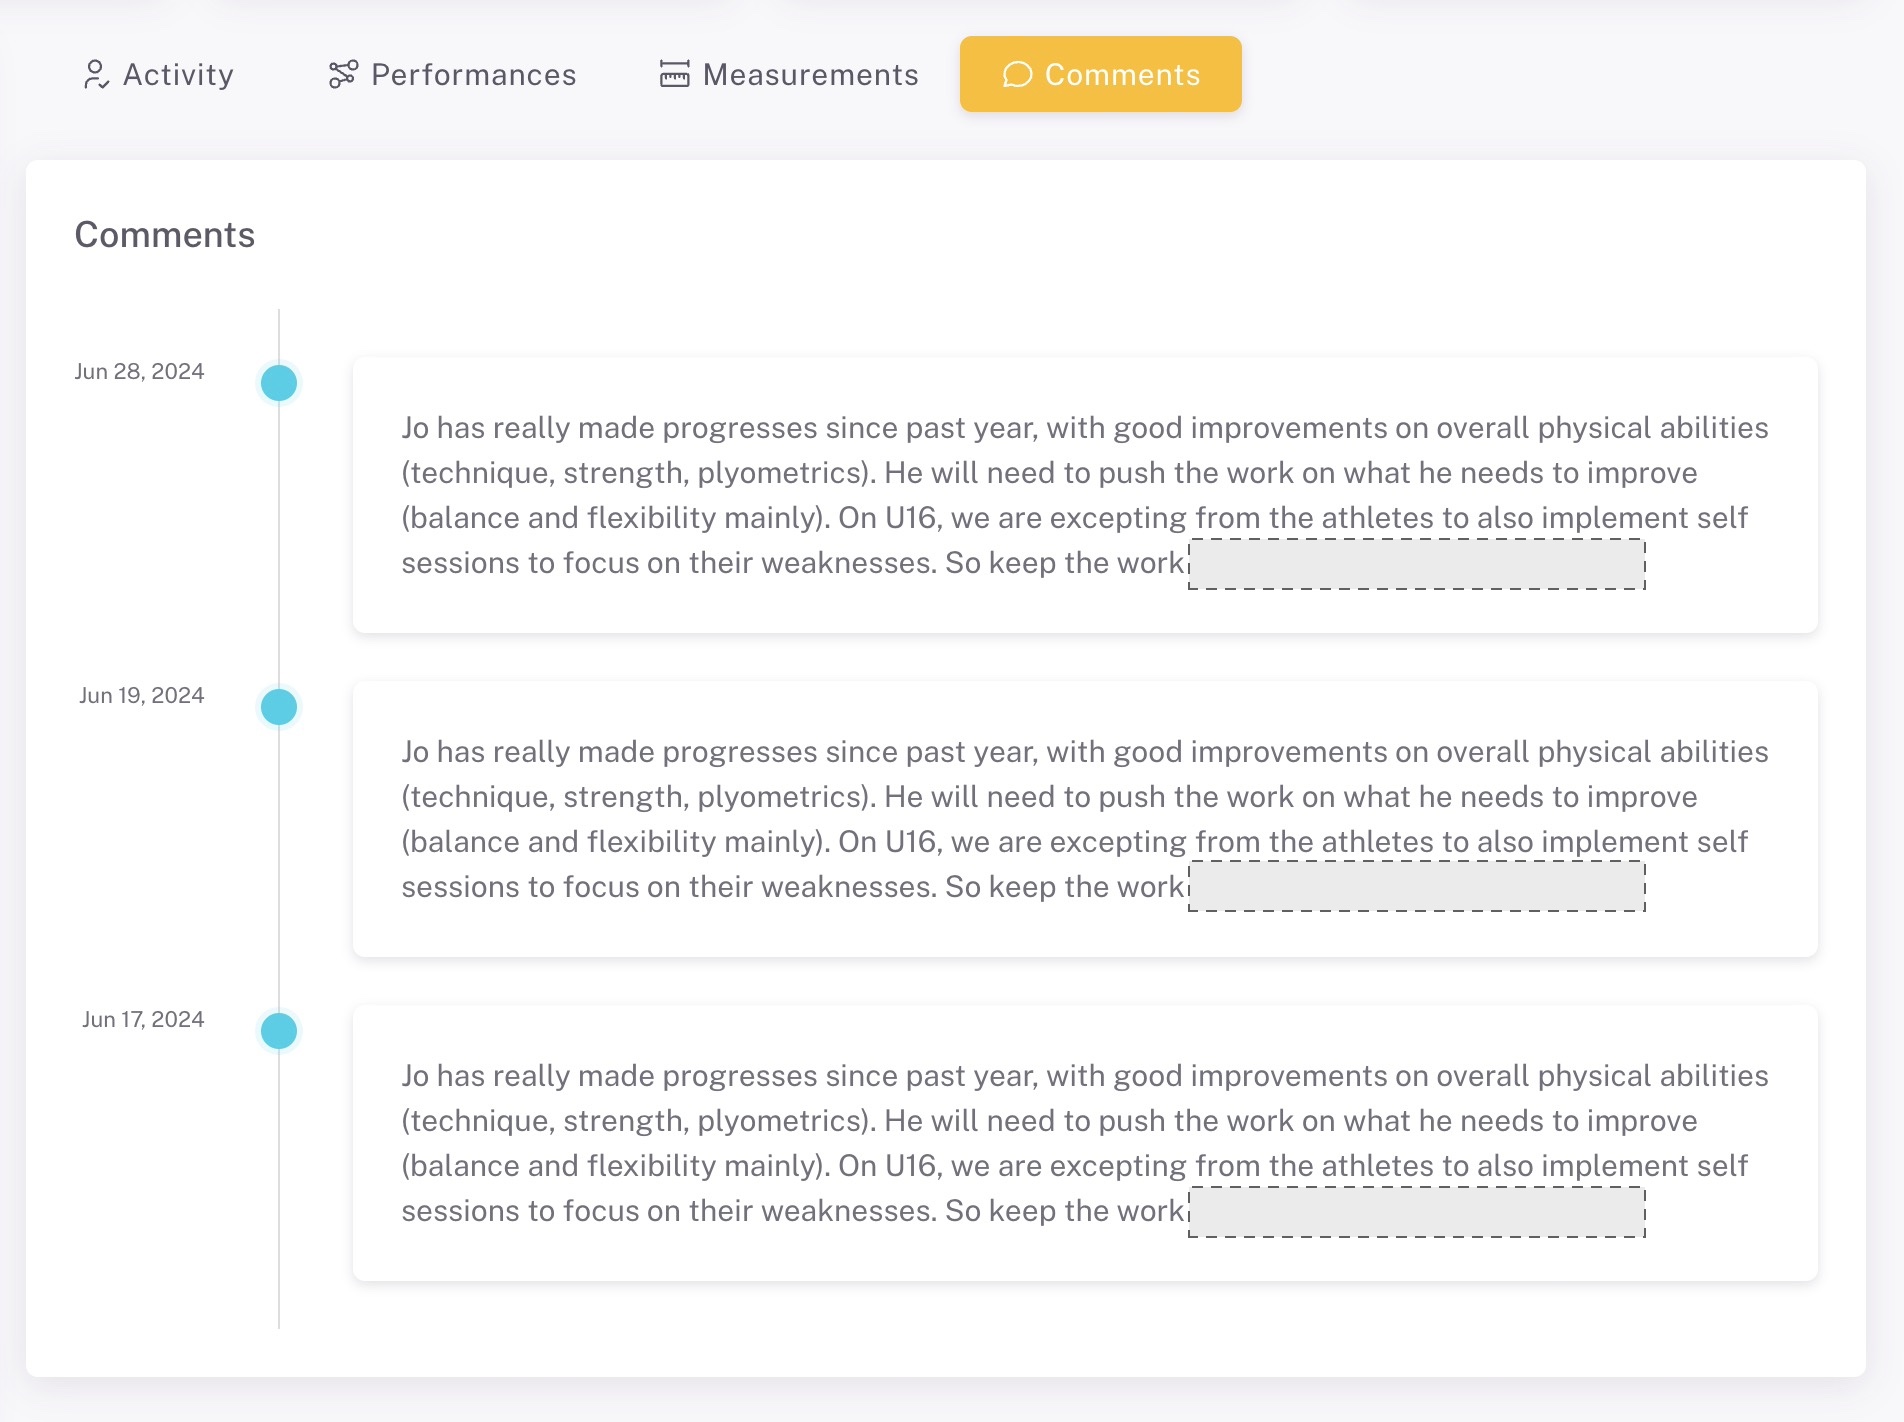 Activity
Performances
Measurements
Comments
Comments
Jun 28, 2024
Jo has really made progresses since past year, with good improvements on overall physical abilities
(technique, strength, plyometrics). He will need to push the work on what he needs to improve
(balance and flexibility mainly). On U16, we are excepting from the athletes to also implement self
sessions to focus on their weaknesses. So keep the work
Jun 19, 2024
Jo has really made progresses since past year, with good improvements on overall physical abilities
(technique, strength, plyometrics). He will need to push the work on what he needs to improve
(balance and flexibility mainly). On U16, we are excepting from the athletes to also implement self
sessions to focus on their weaknesses. So keep the work
Jun 17, 2024
Jo has really made progresses since past year, with good improvements on overall physical abilities
(technique, strength, plyometrics). He will need to push the work on what he needs to improve
(balance and flexibility mainly). On U16, we are excepting from the athletes to also implement self
sessions to focus on their weaknesses. So keep the work